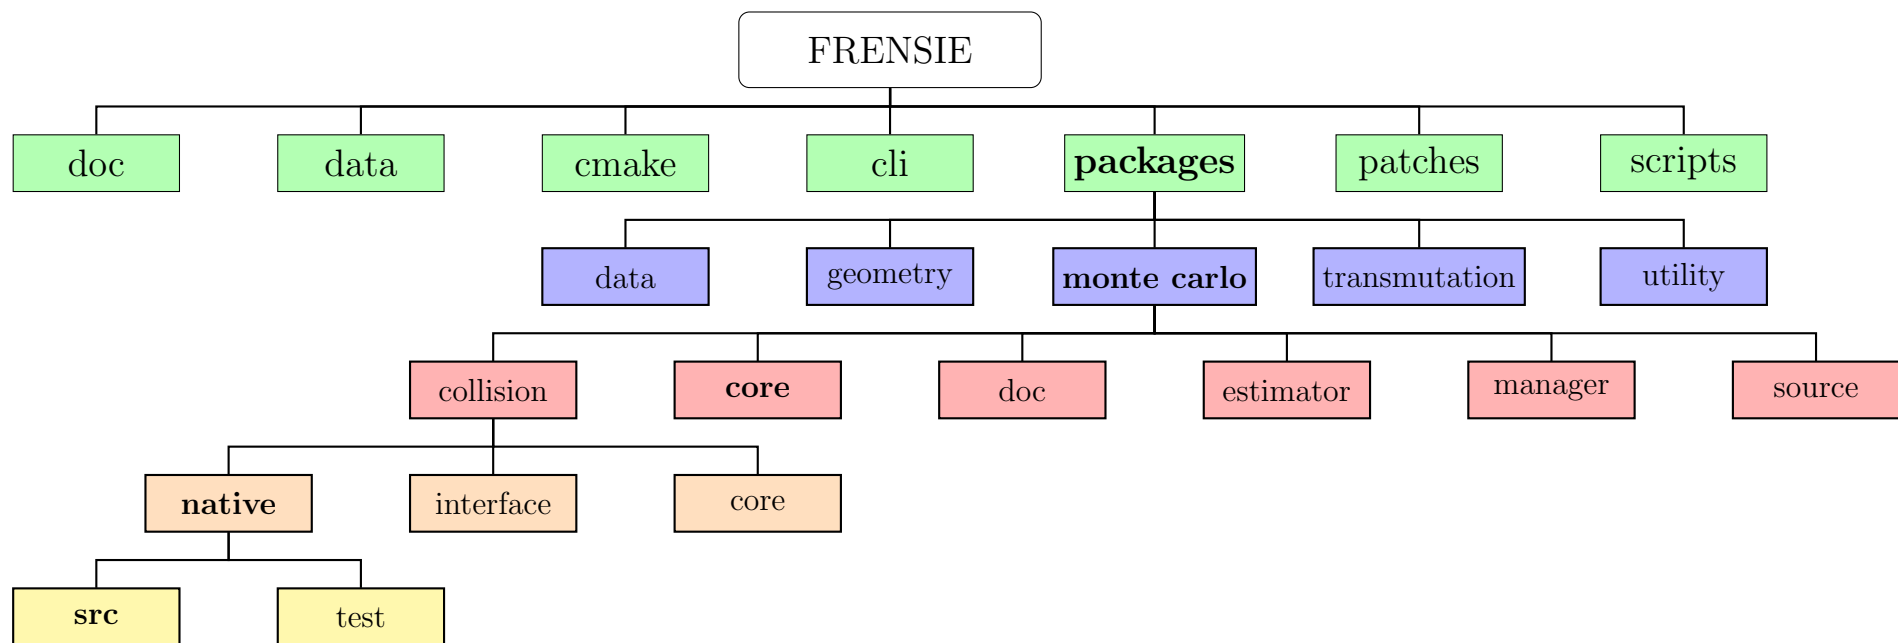 FRENSIE
doc data cmake cli packages patches scripts
data geometry monte carlo transmutation utility
collision core doc estimator manager source
native interface core
src test